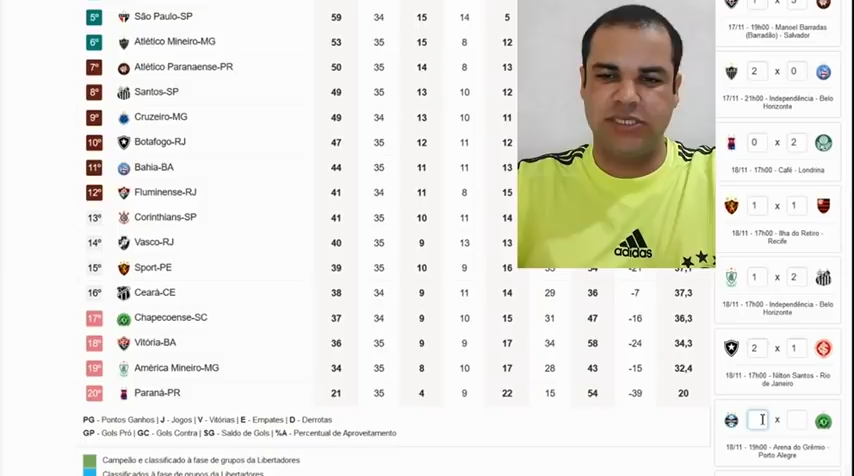 5º São Paulo-SP 59 34 15 14 5
6º Atlético Mineiro-MG 53 35 15 8 12
7º Atlético Paranaense-PR 50 35 14 8 13
8º Santos-SP 49 35 13 10 12
9º Cruzeiro-MG 49 34 13 10 11
10º Botafogo-RJ 47 35 12 11 12
11º Bahia-BA 44 35 11 11 13
12º Fluminense-RJ 41 34 11 8 15
13º Corinthians-SP 41 35 10 11 14
14º Vasco-RJ 40 35 9 13 13
15º Sport-PE 39 35 10 9 16
16º Ceará-CE 38 34 9 11 14 29 36 -7 37,3
17º Chapecoense-SC 37 34 9 10 15 31 47 -16 36,3
18º Vitória-BA 36 35 9 9 17 34 58 -24 34,3
19º América Mineiro-MG 34 35 8 10 17 28 43 -15 32,4
20º Paraná-PR 21 35 4 9 22 15 54 -39 20
PG - Pontos Ganhos | J - Jogos | V - Vitórias | E - Empates | D - Derrotas
GP - Gols Pró | GC - Gols Contra | SG - Saldo de Gols | %A - Percentual de Aproveitamento
Campeão e classificado à fase de grupos da Libertadores
Classificados à fase de grupos da Libertadores
adidas
17/11 - 19h00 - Manoel Barradas
(Barradão) - Salvador
2 x 0
17/11 - 21h00 - Independência - Belo
Horizonte
0 x 2
18/11 - 17h00 - Café - Londrina
1 x 1
18/11 - 17h00 - Ilha do Retiro -
Recife
1 x 2
18/11 - 17h00 - Independência - Belo
Horizonte
2 x 1
18/11 - 17h00 - Nilton Santos - Rio
de Janeiro
x
18/11 - 19h00 - Arena do Grêmio -
Porto Alegre